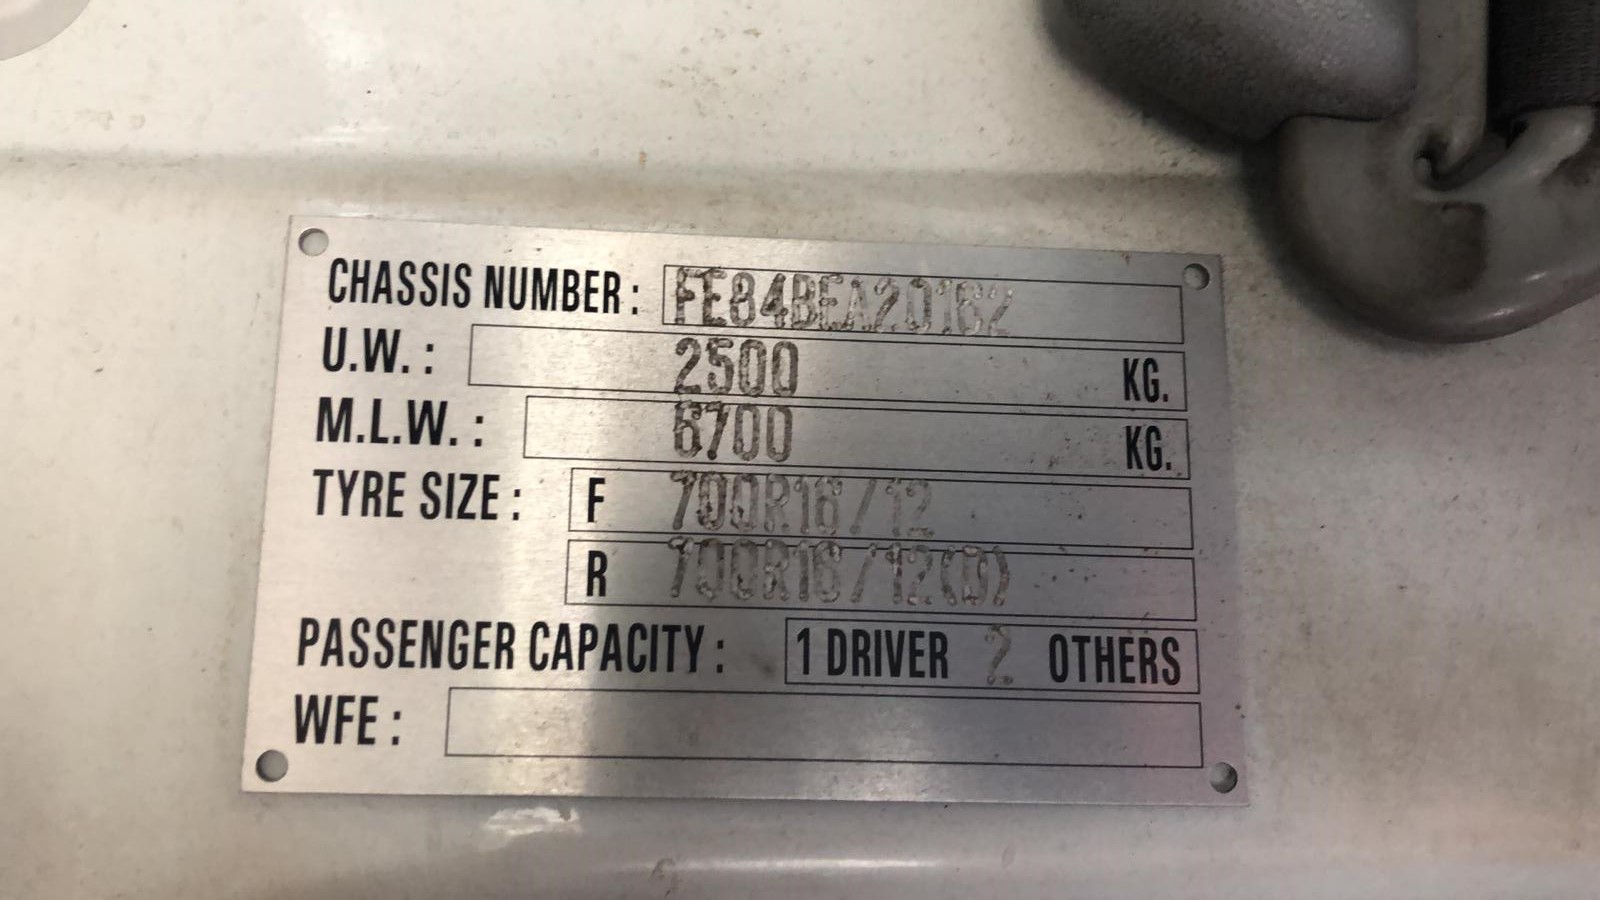 CHASSIS NUMBER : FE84BEA20162
U.W. : 2500 KG.
M.L.W. : 6700 KG.
TYRE SIZE : F 700R16/12
R 700R16/12(D)
PASSENGER CAPACITY : 1 DRIVER 2 OTHERS
WFE :